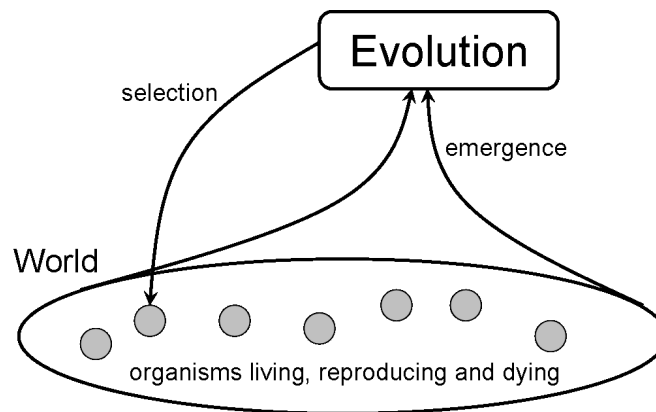 Evolution
selection
emergence
World
organisms living, reproducing and dying